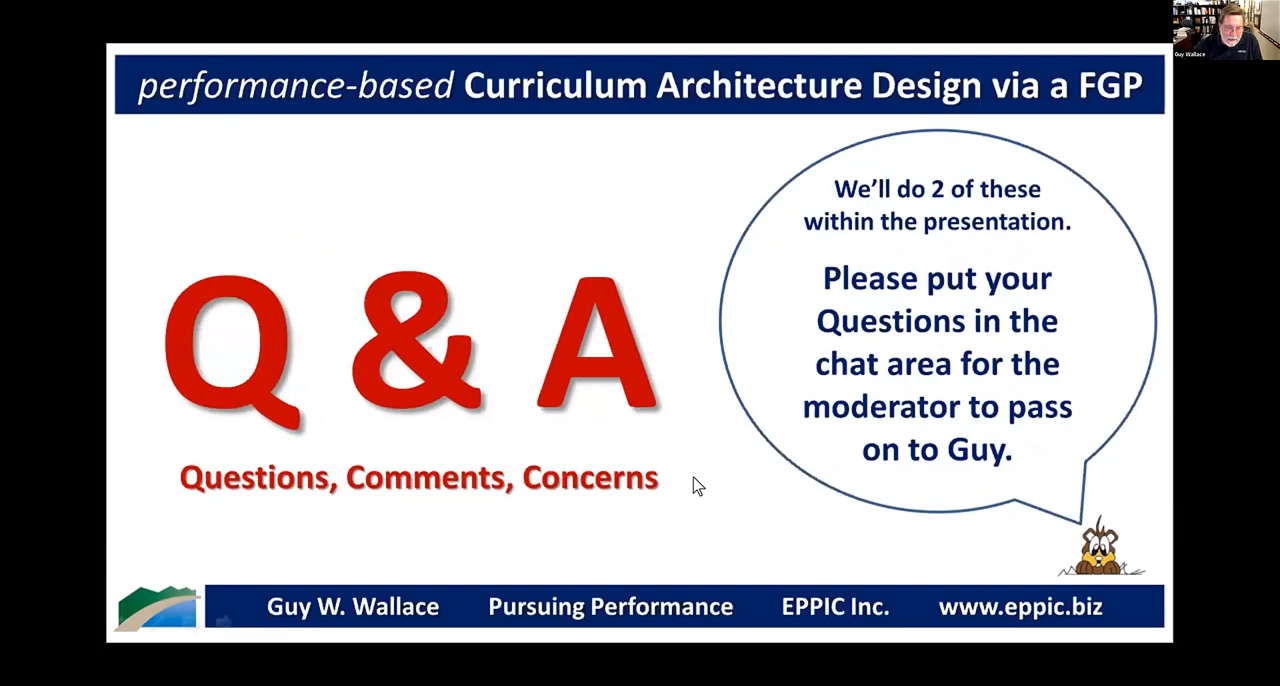 Guy Wallace
performance-based Curriculum Architecture Design via a FGP
We’ll do 2 of these
within the presentation.
Please put your
Questions in the
chat area for the
moderator to pass
on to Guy.
Q & A
Questions, Comments, Concerns
Guy W. Wallace Pursuing Performance EPPIC Inc. www.eppic.biz